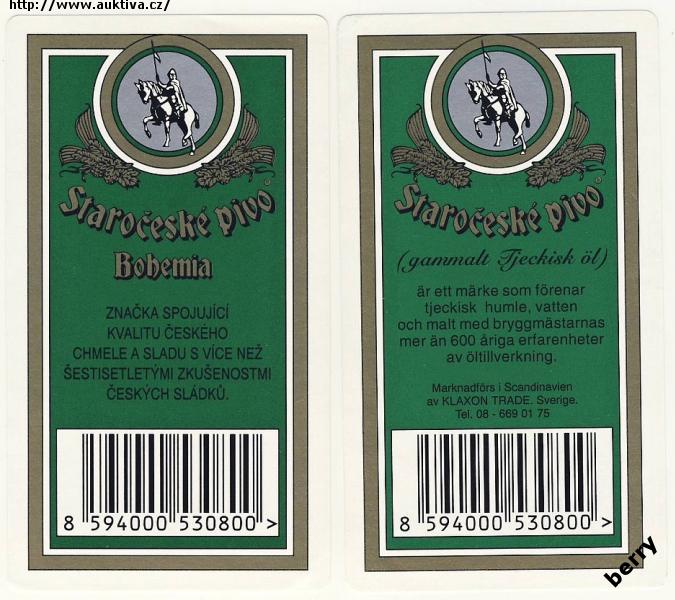 http://www.auktiva.cz/
Staročeské pivo
Bohemia
ZNAČKA SPOJUJÍCÍ
KVALITU ČESKÉHO
CHMELE A SLADU S VÍCE NEŽ
ŠESTISETLETÝMI ZKUŠENOSTMI
ČESKÝCH SLÁDKŮ.
8 594000 530800 >
Staročeské pivo
(gammalt Tjeckisk öl)
är ett märke som förenar
tjeckisk humle, vatten
och malt med bryggmästarnas
mer än 600 åriga erfarenheter
av öltillverkning.
Marknadförs i Scandinavien
av KLAXON TRADE. Sverige.
Tel. 08 - 669 01 75
8 594000 530800 >
berry